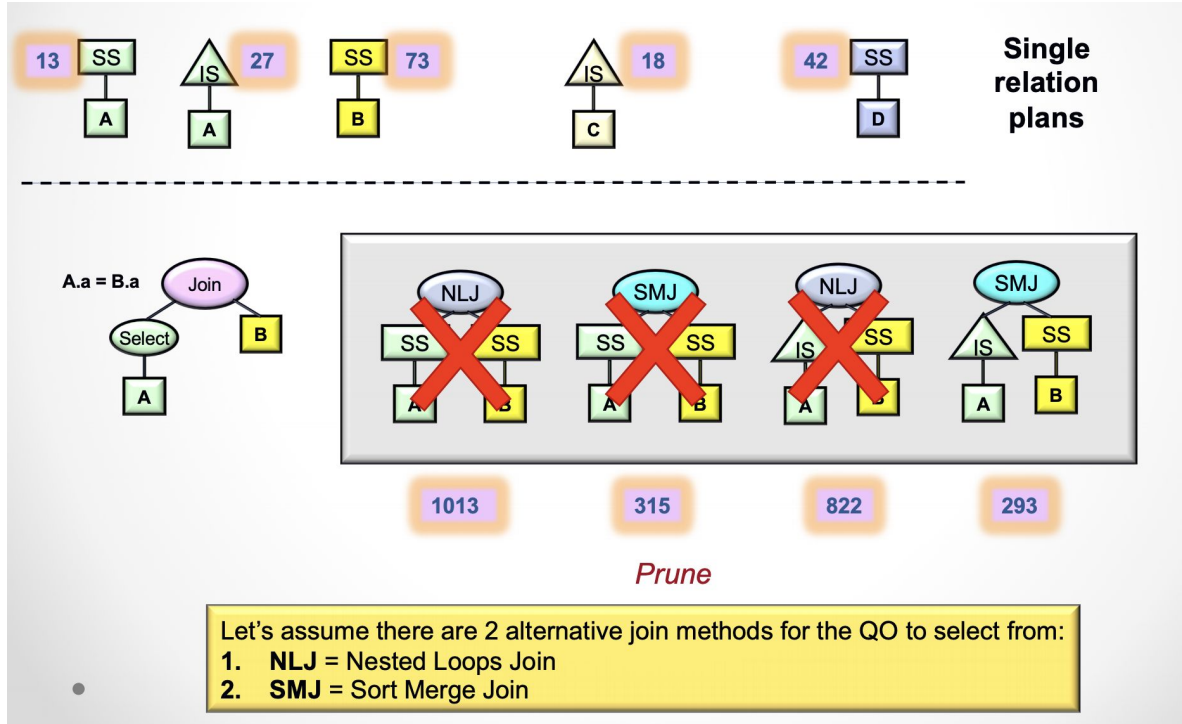 13 SS 27 SS 73 18 42 SS
IS IS
A A B C D
Single
relation
plans
A.a = B.a Join
Select B
A
NLJ SMJ NLJ SMJ
SS SS SS SS IS SS IS SS
A B A B A B A B
1013 315 822 293
Prune
Let's assume there are 2 alternative join methods for the QO to select from:
1. NLJ = Nested Loops Join
2. SMJ = Sort Merge Join